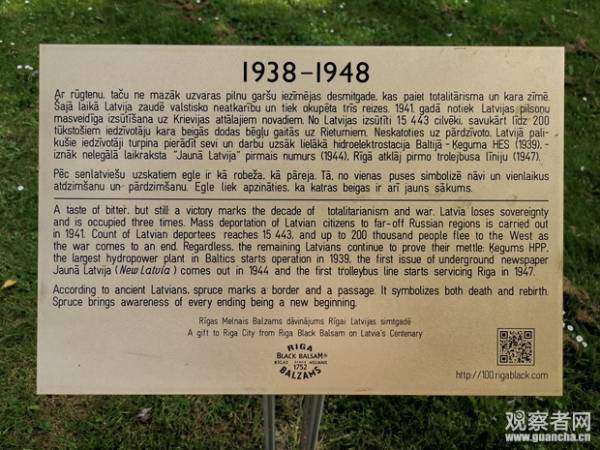 1938-1948
Ar rūgtenu, taču ne mazāk uzvaras pilnu garšu iezīmējas desmitgade, kas paiet totalitārisma un kara zīmē.
Šajā laikā Latvija zaudē valstisko neatkarību un tiek okupēta trīs reizes. 1941. gadā notiek Latvijas pilsoņu
masveidīga izsūtīšana uz Krievijas attālajiem novadiem. No Latvijas izsūtīti 15 443 cilvēki, savukārt līdz 200
tūkstošiem iedzīvotāju kara beigās dodas bēgļu gaitās uz Rietumiem. Neskatoties uz pārdzīvoto, Latvijā pali-
kušie iedzīvotāji turpina pierādīt sevi un darbu uzsāk lielākā hidroelektrostacija Baltijā - Ķeguma HES (1939), -
iznāk nelegālā laikraksta "Jaunā Latvija" pirmais numurs (1944), Rīgā atklāj pirmo trolejbusa līniju (1947).
Pēc senlatviešu uzskatiem egle ir kā robeža, kā pāreja. Tā, no vienas puses simbolizē nāvi un vienlaikus
atdzimšanu un pārdzimšanu. Egle liek apzināties, ka katras beigas ir arī jauns sākums.
A taste of bitter, but still a victory marks the decade of totalitarianism and war. Latvia loses sovereignty
and is occupied three times. Mass deportation of Latvian citizens to far-off Russian regions is carried out
in 1941. Count of Latvian deportees reaches 15 443, and up to 200 thousand people flee to the West as
the war comes to an end. Regardless, the remaining Latvians continue to prove their mettle: Ķegums HPP,
the largest hydropower plant in Baltics starts operation in 1939, the first issue of underground newspaper
Jaunā Latvija (New Latvia) comes out in 1944 and the first trolleybus line starts servicing Riga in 1947.
According to ancient Latvians, spruce marks a border and a passage. It symbolizes both death and rebirth.
Spruce brings awareness of every ending being a new beginning.
Rīgas Melnais Balzams dāvinājums Rīgai Latvijas simtgadē
A gift to Riga City from Riga Black Balsam on Latvia's Centenary
RIGA
BLACK BALSAM®
1752
BALZAMS
http://100.rigablack.com
观察者网
www.guancha.cn